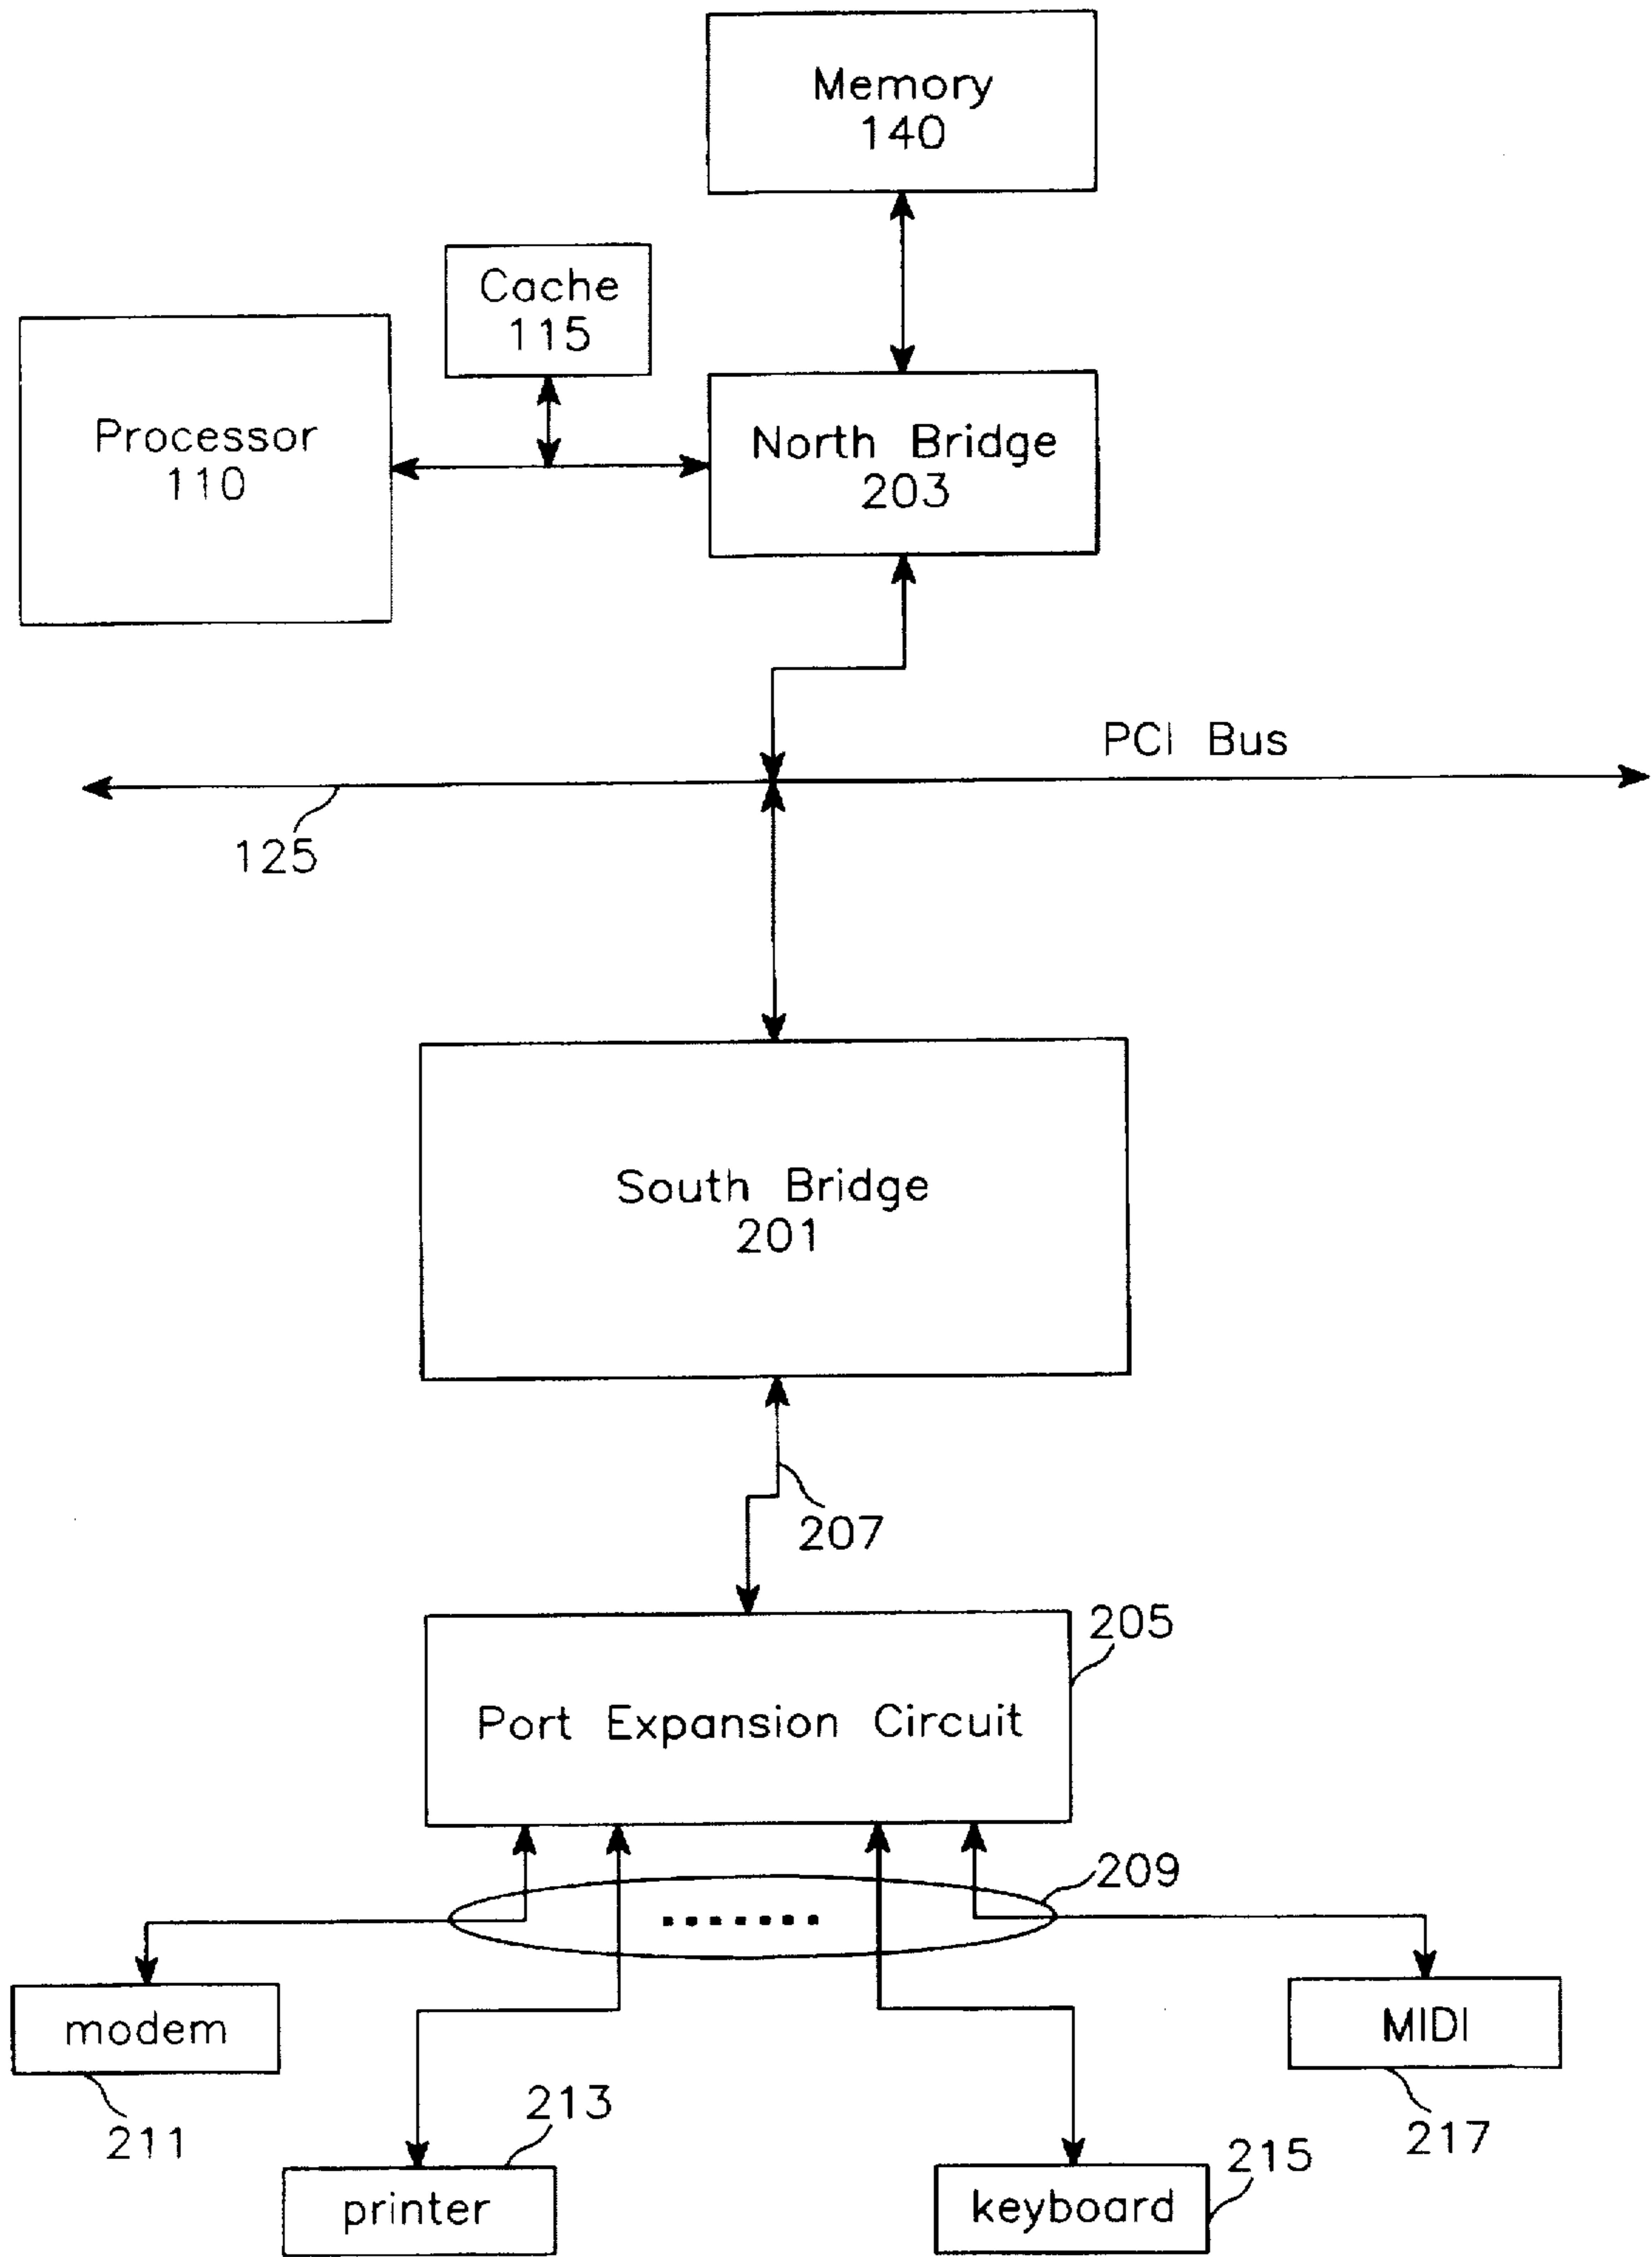 Memory
140
Cache
115
Processor
110
North Bridge
203
PCI Bus
125
South Bridge
201
207
205
Port Expansion Circuit
209
modem
MIDI
211
213
217
215
printer
keyboard